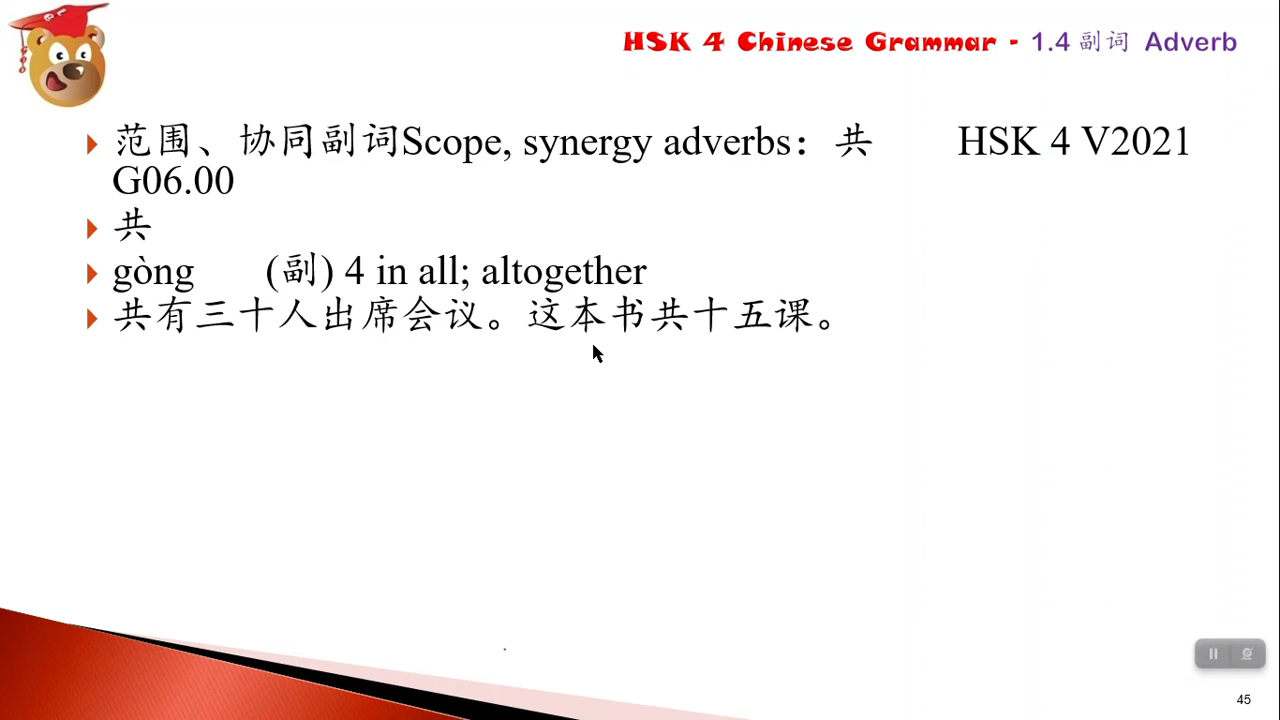 HSK 4 Chinese Grammar - 1.4 副词 Adverb
范围、协同副词Scope, synergy adverbs：共 HSK 4 V2021
G06.00
共
gòng (副) 4 in all; altogether
共有三十人出席会议。这本书共十五课。
45